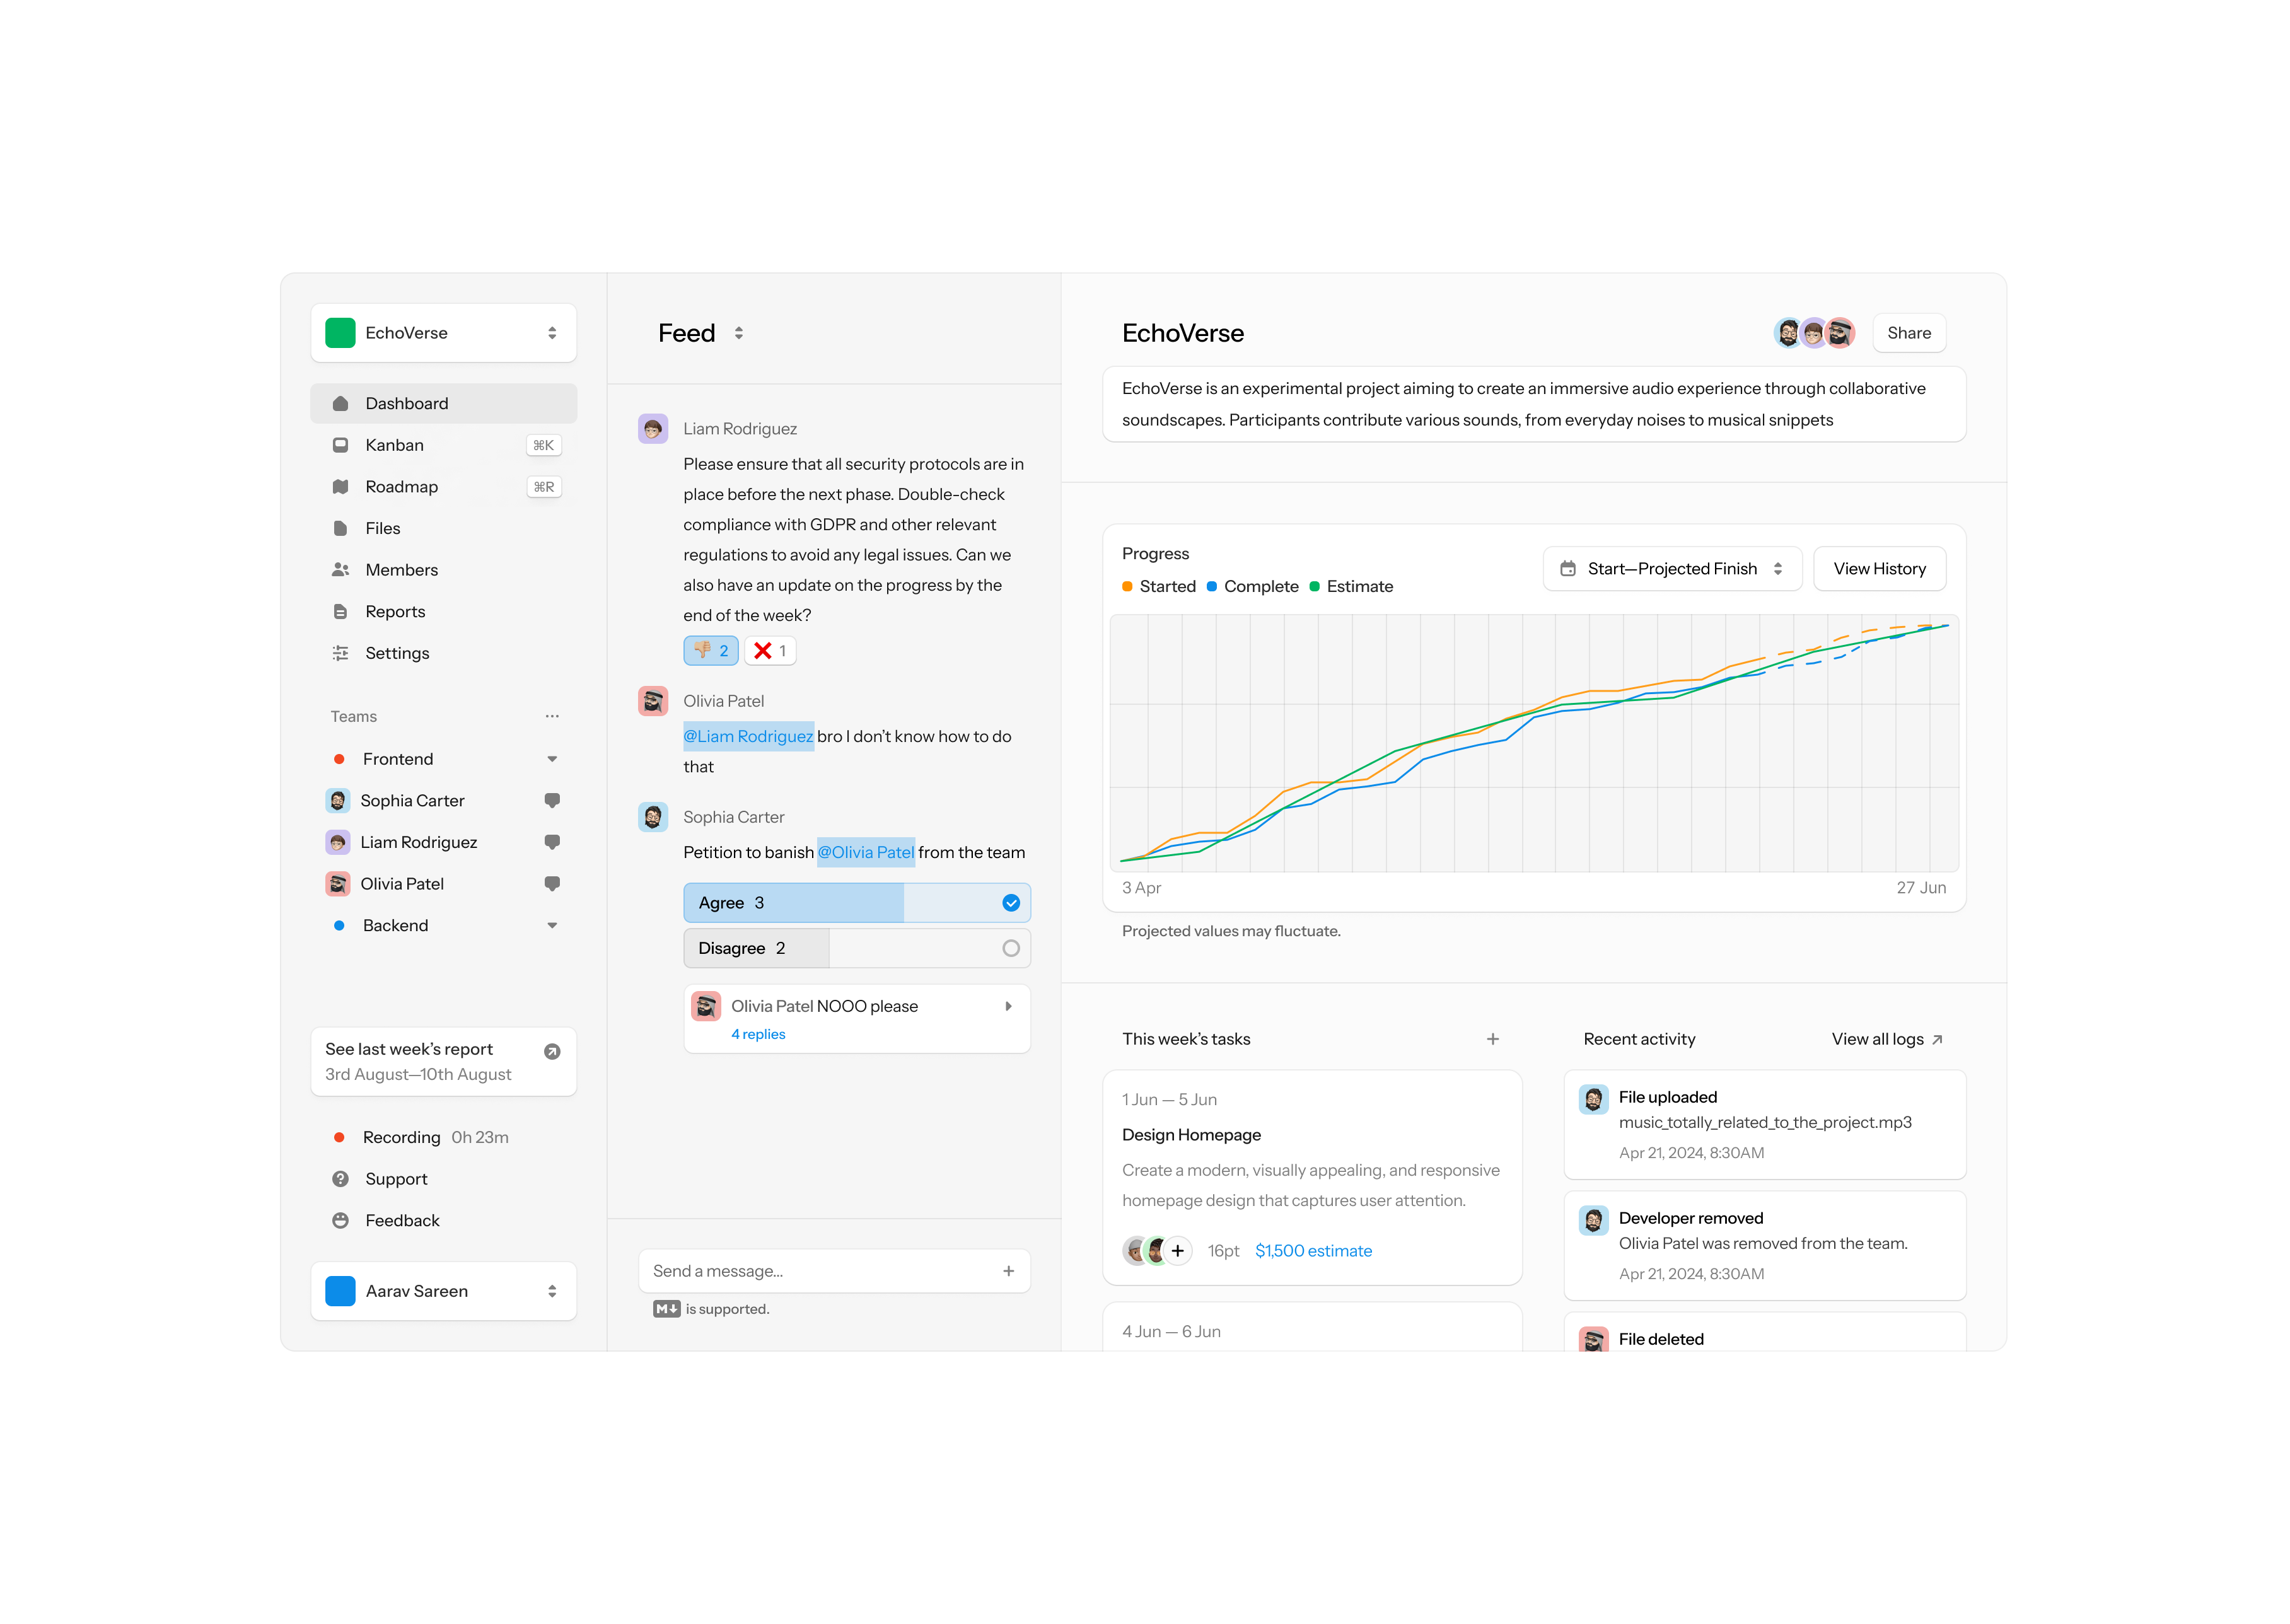 EchoVerse
Dashboard
Kanban
⌘K
Roadmap
⌘R
Files
Members
Reports
Settings
Teams
Frontend
Sophia Carter
Liam Rodriguez
Olivia Patel
Backend
See last week’s report
3rd August—10th August
Recording 0h 23m
Support
Feedback
Aarav Sareen
Feed
Liam Rodriguez
Please ensure that all security protocols are in
place before the next phase. Double-check
compliance with GDPR and other relevant
regulations to avoid any legal issues. Can we
also have an update on the progress by the
end of the week?
2
1
Olivia Patel
@Liam Rodriguez bro I don’t know how to do
that
Sophia Carter
Petition to banish @Olivia Patel from the team
Agree 3
Disagree 2
Olivia Patel NOOO please
4 replies
Send a message...
M is supported.
EchoVerse
Share
EchoVerse is an experimental project aiming to create an immersive audio experience through collaborative
soundscapes. Participants contribute various sounds, from everyday noises to musical snippets
Progress
Started Complete Estimate
Start—Projected Finish
View History
3 Apr
27 Jun
Projected values may fluctuate.
This week’s tasks
1 Jun — 5 Jun
Design Homepage
Create a modern, visually appealing, and responsive
homepage design that captures user attention.
16pt $1,500 estimate
4 Jun — 6 Jun
Recent activity
View all logs
File uploaded
music_totally_related_to_the_project.mp3
Apr 21, 2024, 8:30AM
Developer removed
Olivia Patel was removed from the team.
Apr 21, 2024, 8:30AM
File deleted